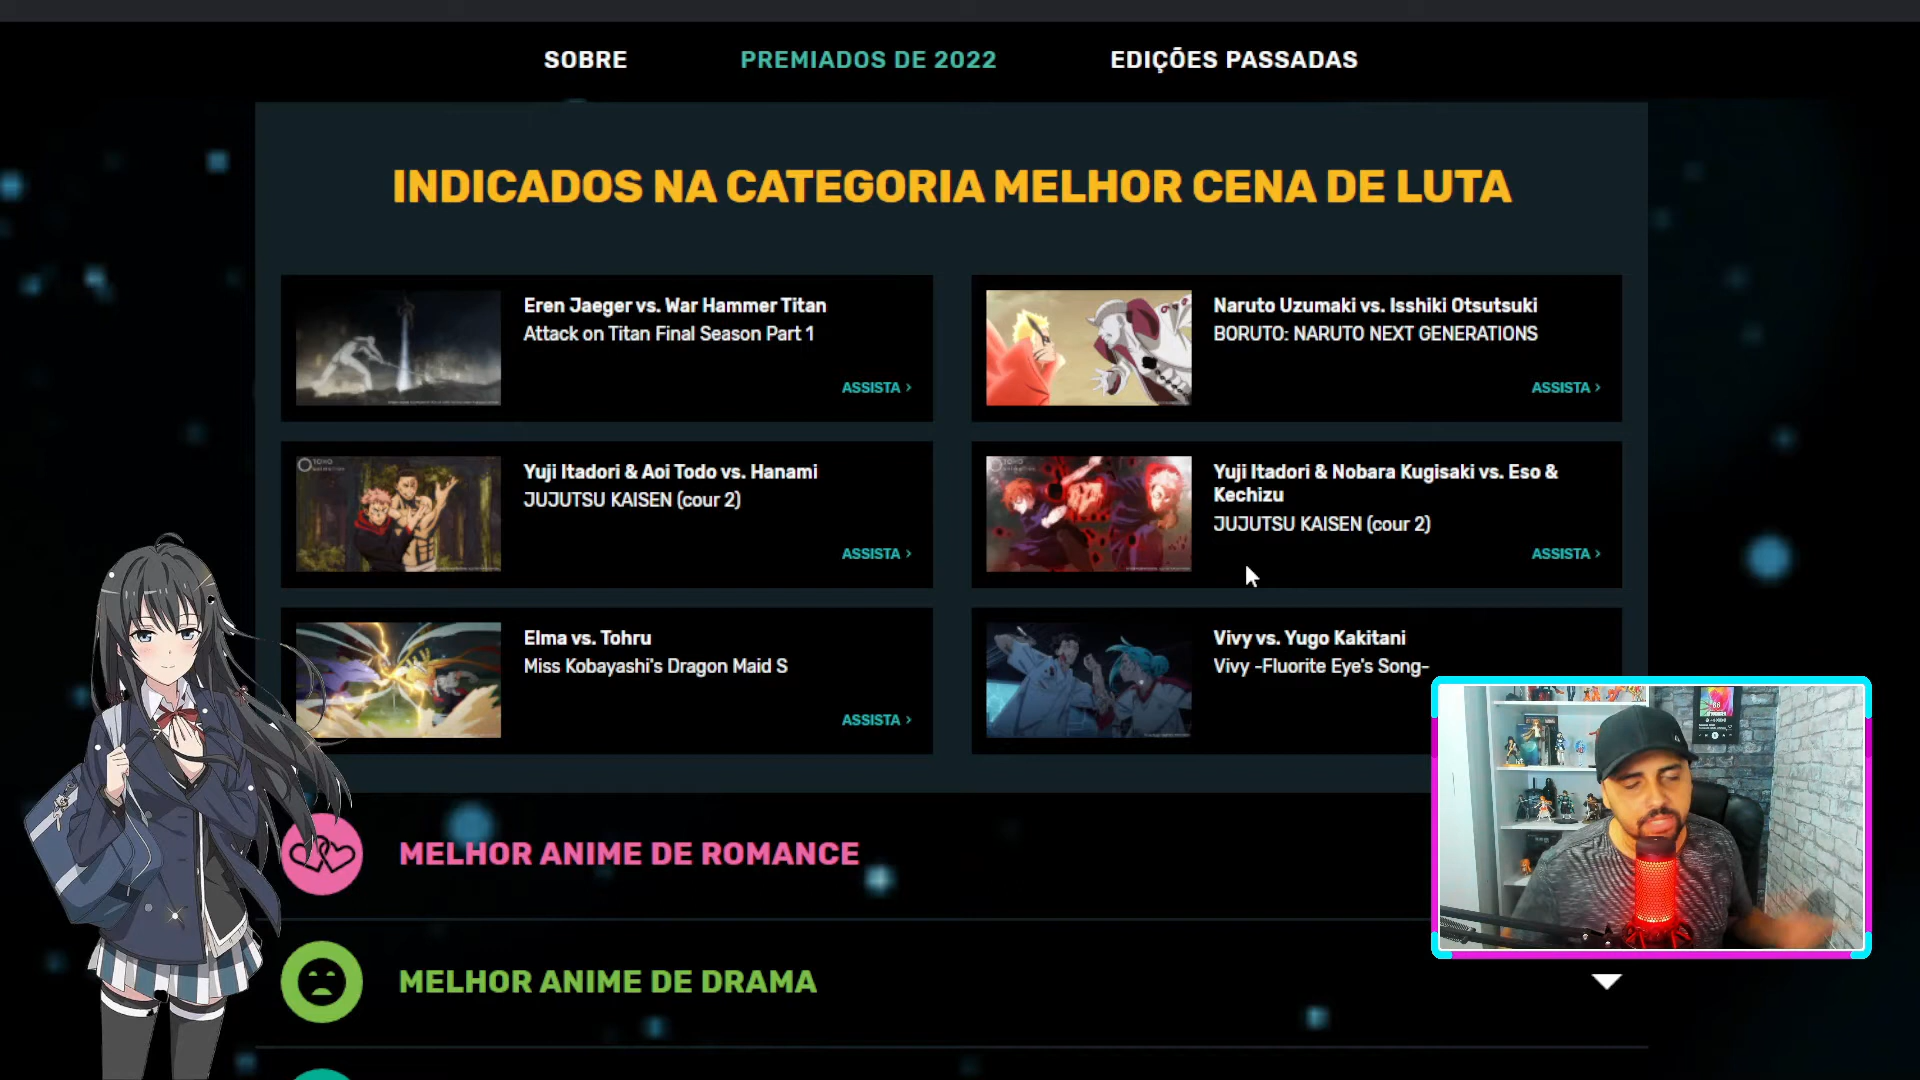 SOBRE
PREMIADOS DE 2022
EDIÇÕES PASSADAS
INDICADOS NA CATEGORIA MELHOR CENA DE LUTA
Eren Jaeger vs. War Hammer Titan
Attack on Titan Final Season Part 1
ASSISTA >
Naruto Uzumaki vs. Isshiki Otsutsuki
BORUTO: NARUTO NEXT GENERATIONS
ASSISTA >
TOHO animation
Yuji Itadori & Aoi Todo vs. Hanami
JUJUTSU KAISEN (cour 2)
ASSISTA >
TOHO animation
Yuji Itadori & Nobara Kugisaki vs. Eso &
Kechizu
JUJUTSU KAISEN (cour 2)
ASSISTA >
Elma vs. Tohru
Miss Kobayashi's Dragon Maid S
ASSISTA >
Vivy vs. Yugo Kakitani
Vivy -Fluorite Eye's Song-
MELHOR ANIME DE ROMANCE
MELHOR ANIME DE DRAMA